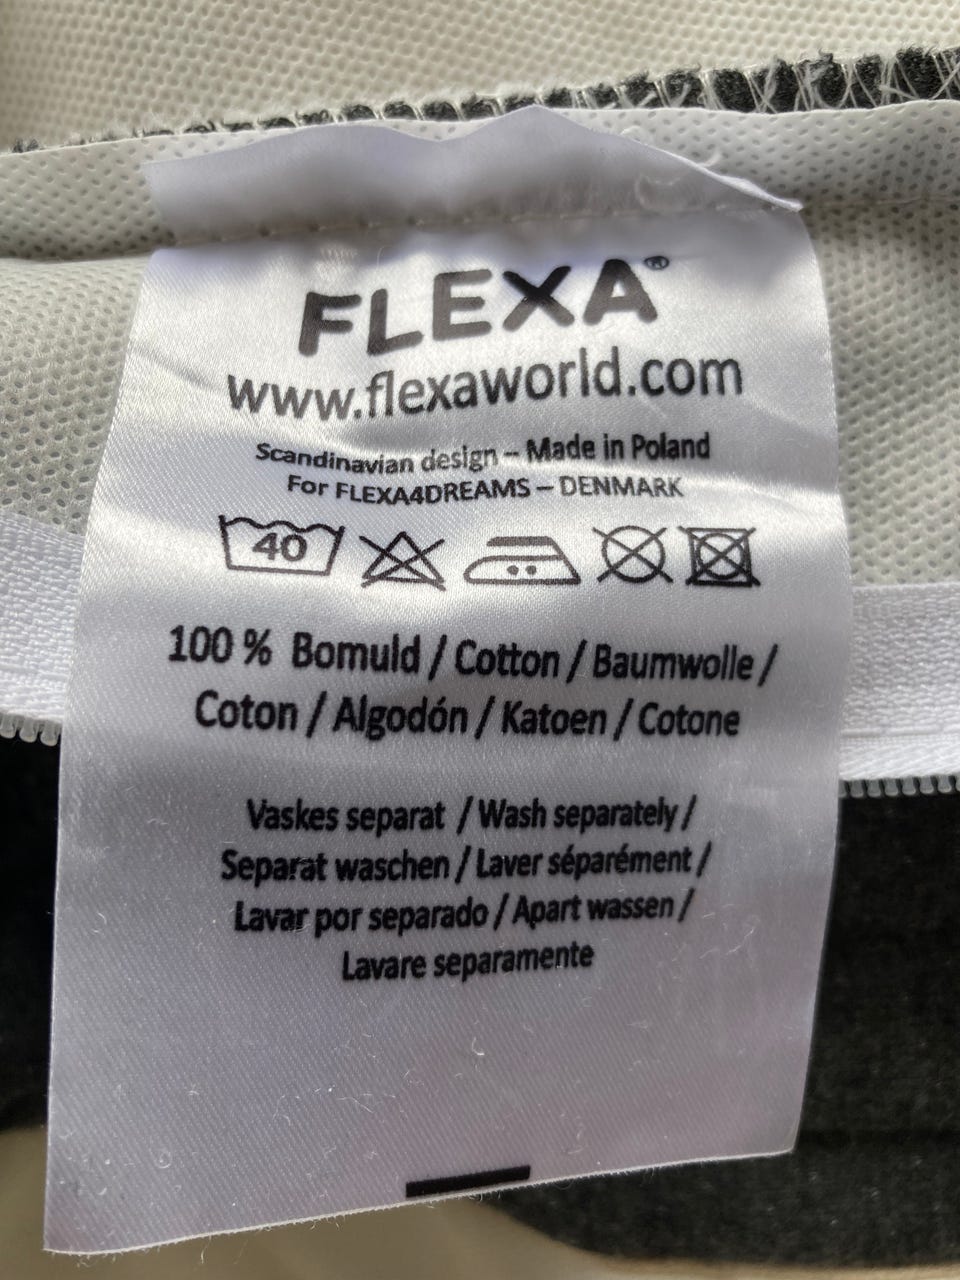 FLEXA®
www.flexaworld.com
Scandinavian design – Made in Poland
For FLEXA4DREAMS – DENMARK
40
100 % Bomuld / Cotton / Baumwolle /
Coton / Algodón / Katoen / Cotone
Vaskes separat / Wash separately /
Separat waschen / Laver séparément /
Lavar por separado / Apart wassen /
Lavare separamente